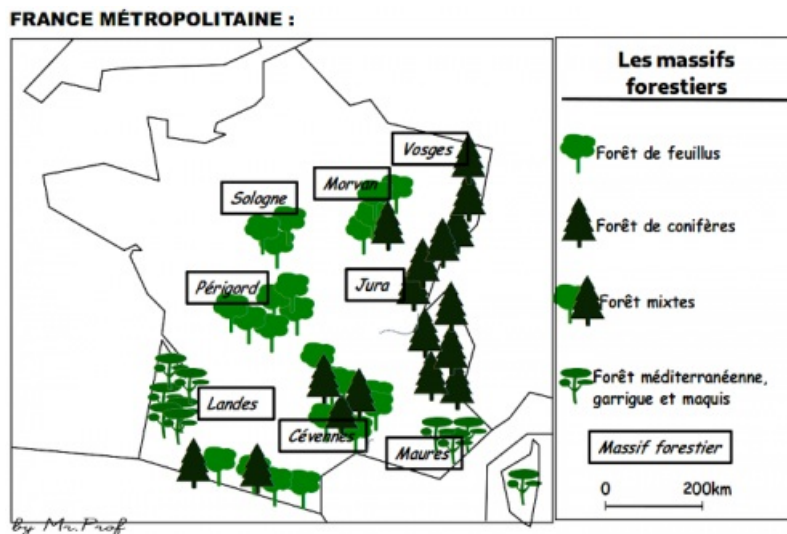 FRANCE MÉTROPOLITAINE :
Vosges
Morvan
Sologne
Périgord
Jura
Landes
Cévennes
Maures
by Mr.Prof
Les massifs
forestiers
Forêt de feuillus
Forêt de conifères
Forêt mixtes
Forêt méditerranéenne,
garrigue et maquis
Massif forestier
0 200km